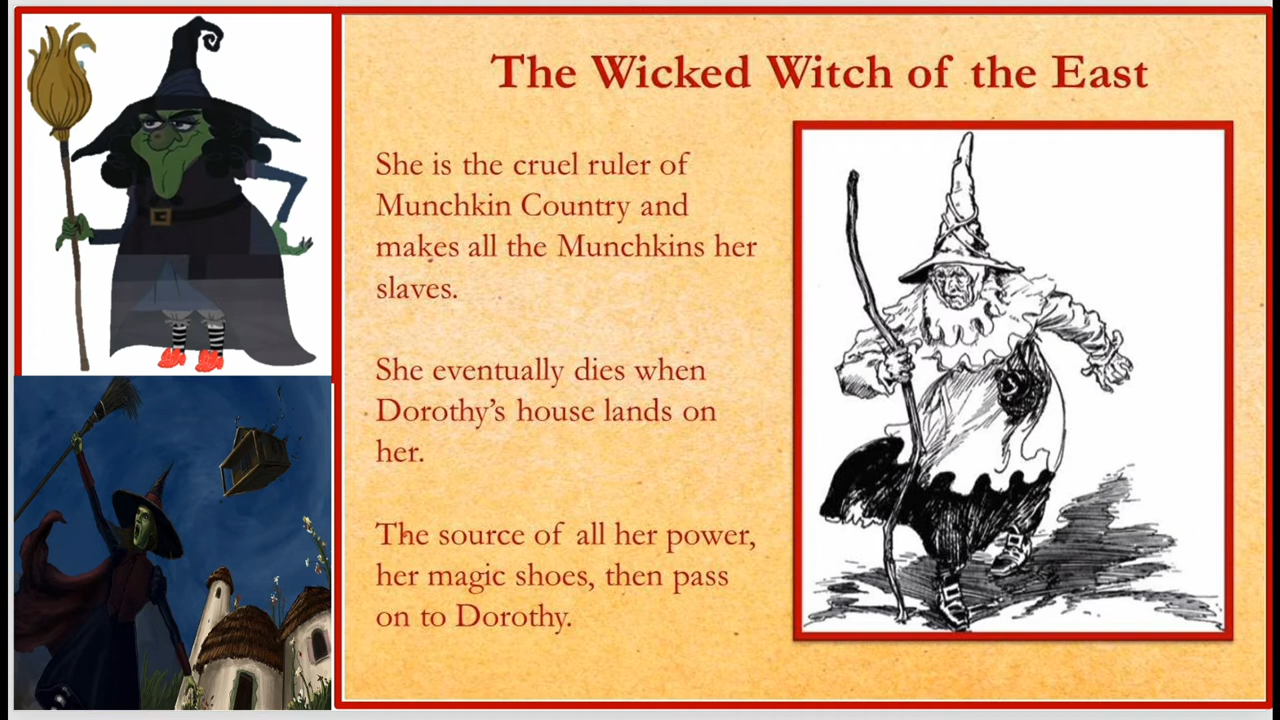 The Wicked Witch of the East
She is the cruel ruler of
Munchkin Country and
makes all the Munchkins her
slaves.
She eventually dies when
Dorothy’s house lands on
her.
The source of all her power,
her magic shoes, then pass
on to Dorothy.